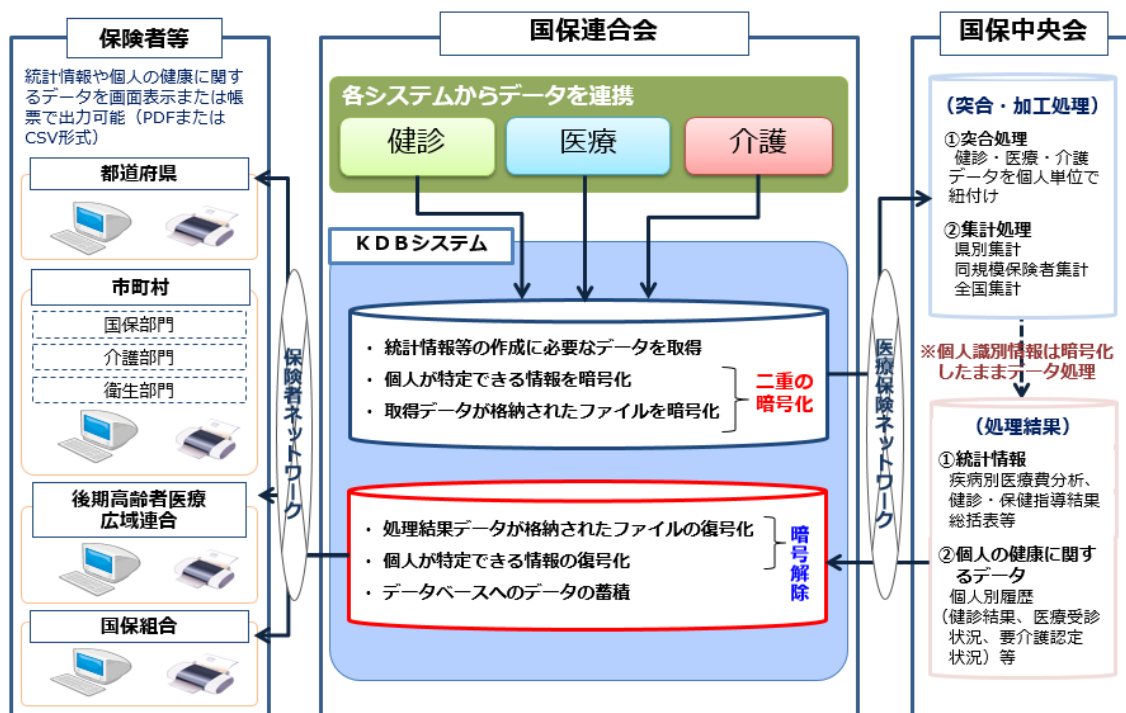 保険者等
統計情報や個人の健康に関す
るデータを画面表示または帳
票で出力可能（PDFまたは
CSV形式）
都道府県
市町村
国保部門
介護部門
衛生部門
後期高齢者医療
広域連合
国保組合
保険者ネットワーク
国保連合会
各システムからデータを連携
健診
医療
介護
KDBシステム
・ 統計情報等の作成に必要なデータを取得
・ 個人が特定できる情報を暗号化
・ 取得データが格納されたファイルを暗号化
二重の
暗号化
・ 処理結果データが格納されたファイルの復号化
・ 個人が特定できる情報の復号化
・ データベースへのデータの蓄積
暗号解除
医療保険ネットワーク
国保中央会
（突合・加工処理）
①突合処理
健診・医療・介護
データを個人単位で
紐付け
②集計処理
県別集計
同規模保険者集計
全国集計
※個人識別情報は暗号化
したままデータ処理
（処理結果）
①統計情報
疾病別医療費分析、
健診・保健指導結果
総括表等
②個人の健康に関す
るデータ
個人別履歴
（健診結果、医療受診
状況、要介護認定
状況）等